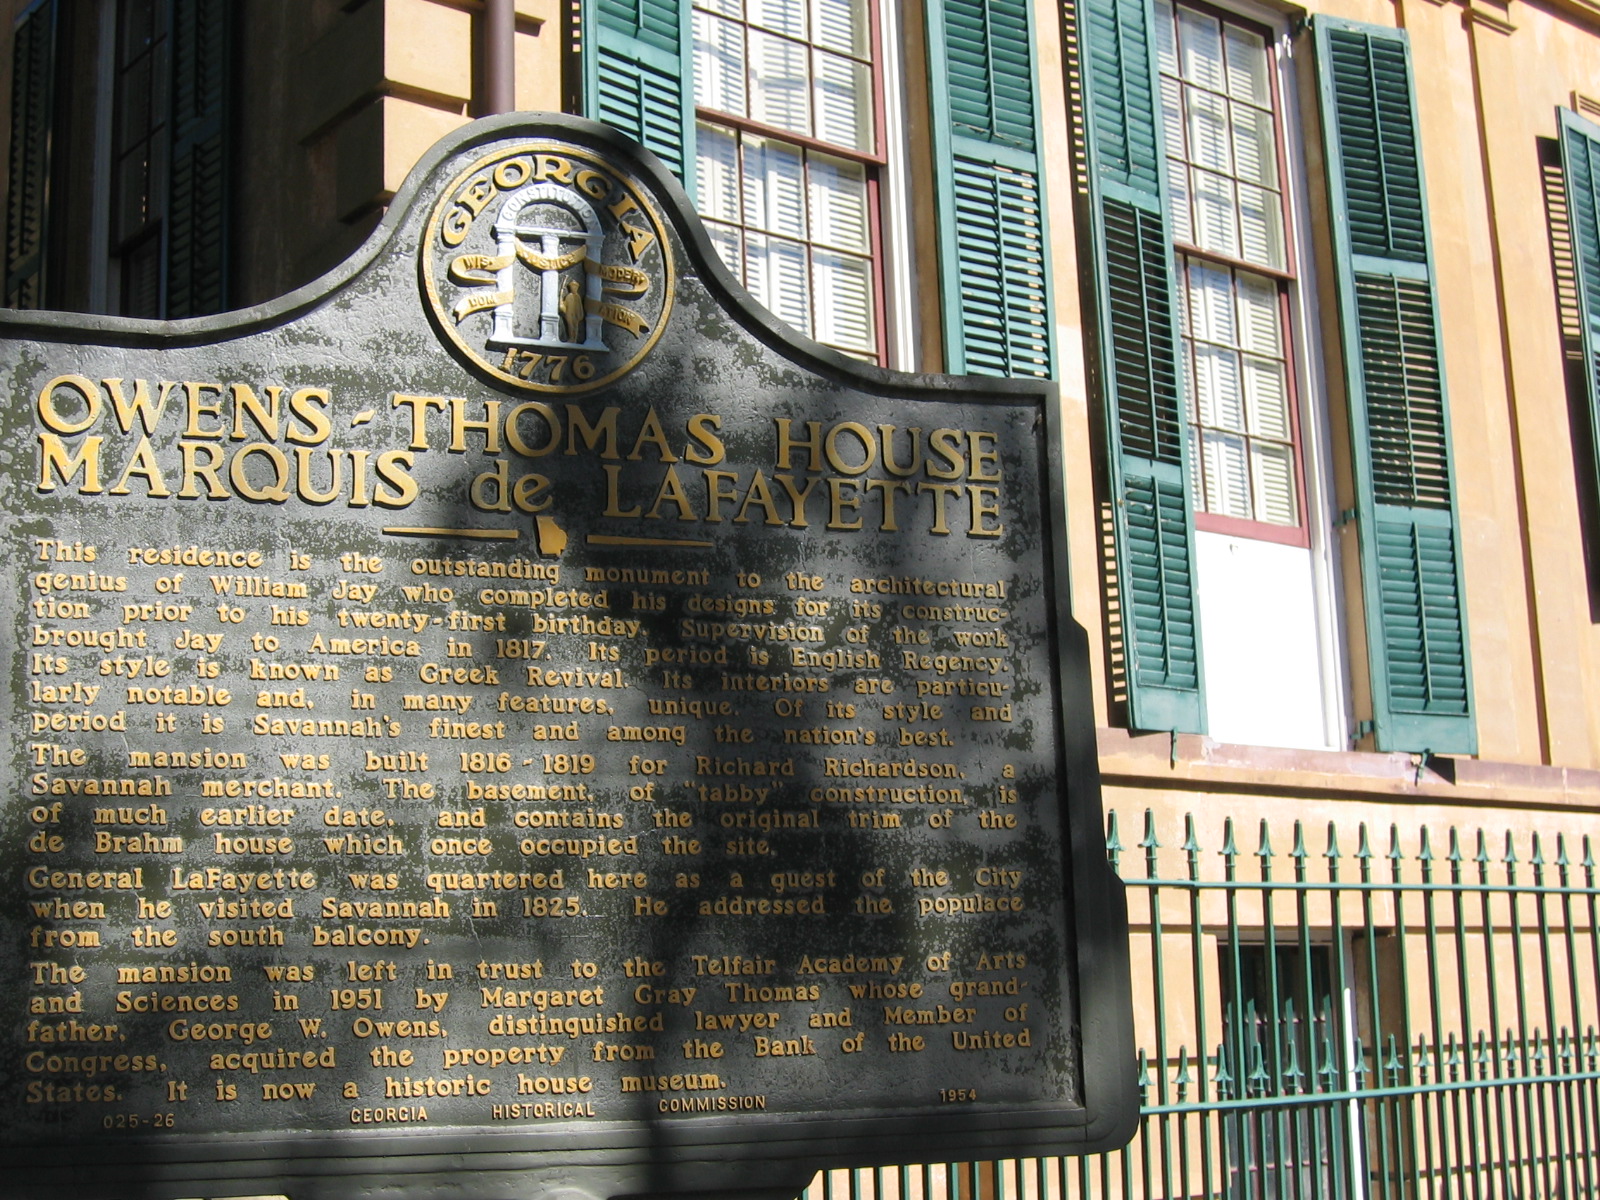 GEORGIA
CONSTITUTION
WISDOM JUSTICE MODERATION
1776
OWENS-THOMAS HOUSE
MARQUIS de LAFAYETTE
This residence is the outstanding monument to the architectural
genius of William Jay who completed his designs for its construc-
tion prior to his twenty-first birthday. Supervision of the work
brought Jay to America in 1817. Its period is English Regency.
Its style is known as Greek Revival. Its interiors are particu-
larly notable and, in many features, unique. Of its style and
period it is Savannah's finest and among the nation's best.
The mansion was built 1816-1819 for Richard Richardson, a
Savannah merchant. The basement, of "tabby" construction, is
of much earlier date, and contains the original trim of the
de Brahm house which once occupied the site.
General LaFayette was quartered here as a guest of the City
when he visited Savannah in 1825. He addressed the populace
from the south balcony.
The mansion was left in trust to the Telfair Academy of Arts
and Sciences in 1951 by Margaret Gray Thomas whose grand-
father, George W. Owens, distinguished lawyer and Member of
Congress, acquired the property from the Bank of the United
States. It is now a historic house museum.
025-26 GEORGIA HISTORICAL COMMISSION 1954